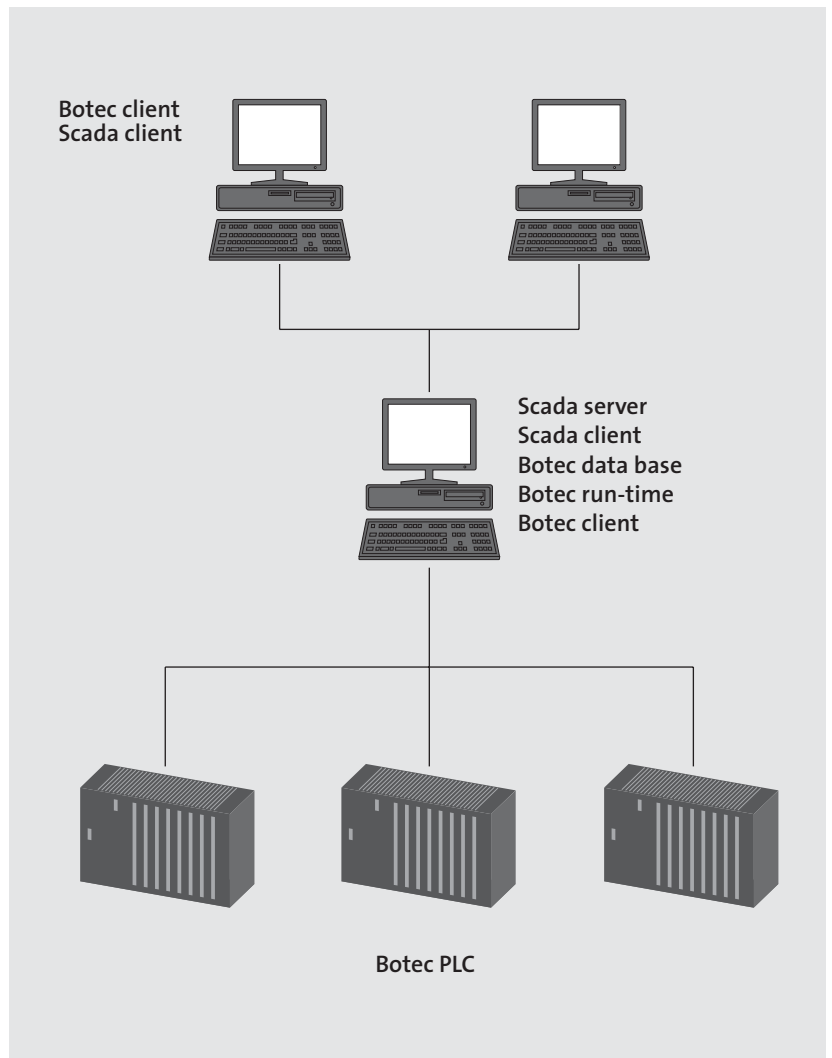 Botec client
Scada client
Scada server
Scada client
Botec data base
Botec run-time
Botec client
Botec PLC